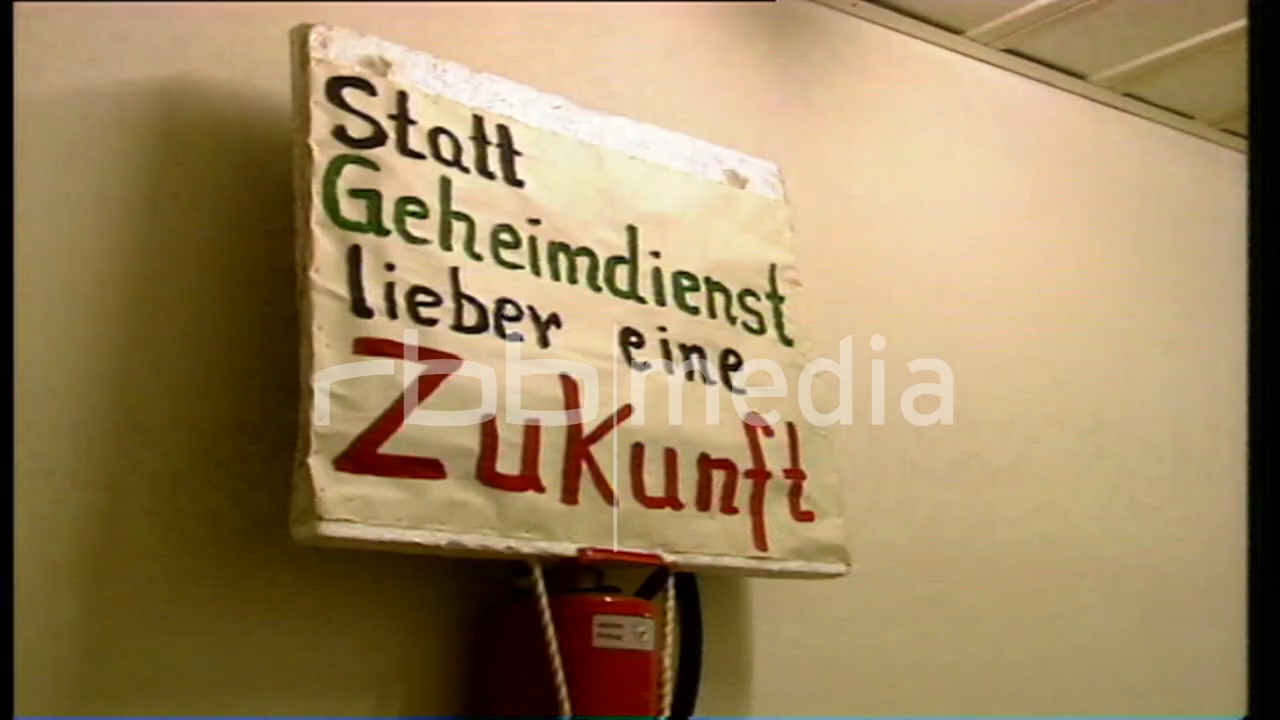 Statt
Geheimdienst
lieber eine
Zukunft
rbb media